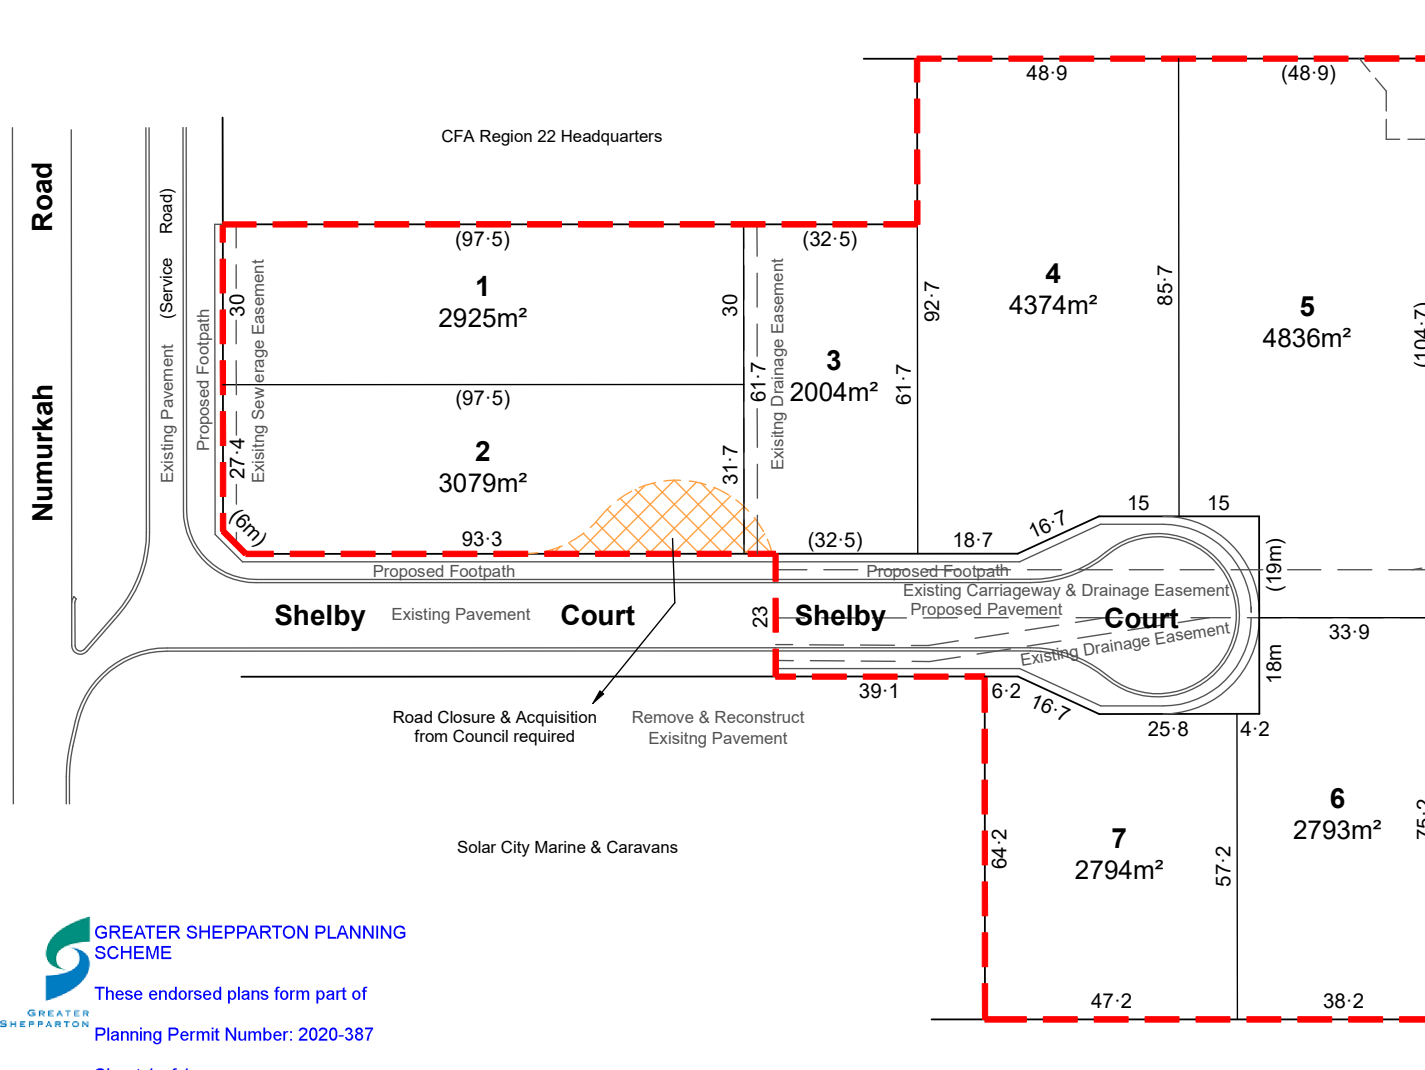 48·9
(48·9)
CFA Region 22 Headquarters
Numurkah Road
Existing Pavement (Service Road)
Proposed Footpath
30
Exisitng Sewerage Easement
27·4
(6m)
(97·5)
1
2925m²
30
(97·5)
2
3079m²
31·7
93·3
(32·5)
61·7
Exisitng Drainage Easement
3
2004m²
61·7
(32·5)
92·7
4
4374m²
85·7
5
4836m²
(104·7)
18·7
16·7
15
15
(19m)
Proposed Footpath
Proposed Footpath
Existing Carriageway & Drainage Easement
Proposed Pavement
Shelby
Existing Pavement
Court
23
Shelby
Court
Existing Drainage Easement
33·9
18m
39·1
6·2
16·7
25·8
4·2
Road Closure & Acquisition
from Council required
Remove & Reconstruct
Exisitng Pavement
64·2
7
2794m²
57·2
6
2793m²
75·2
47·2
38·2
Solar City Marine & Caravans
GREATER SHEPPARTON PLANNING
SCHEME
These endorsed plans form part of
Planning Permit Number: 2020-387
GREATER
SHEPPARTON